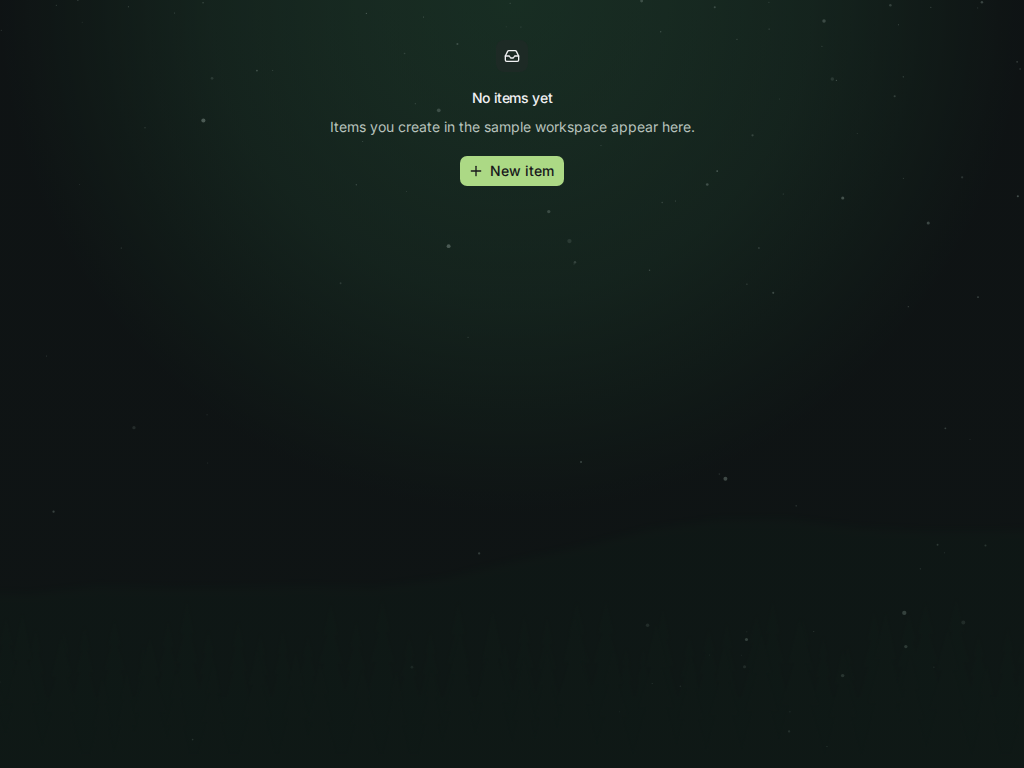 No items yet
Items you create in the sample workspace appear here.
New item